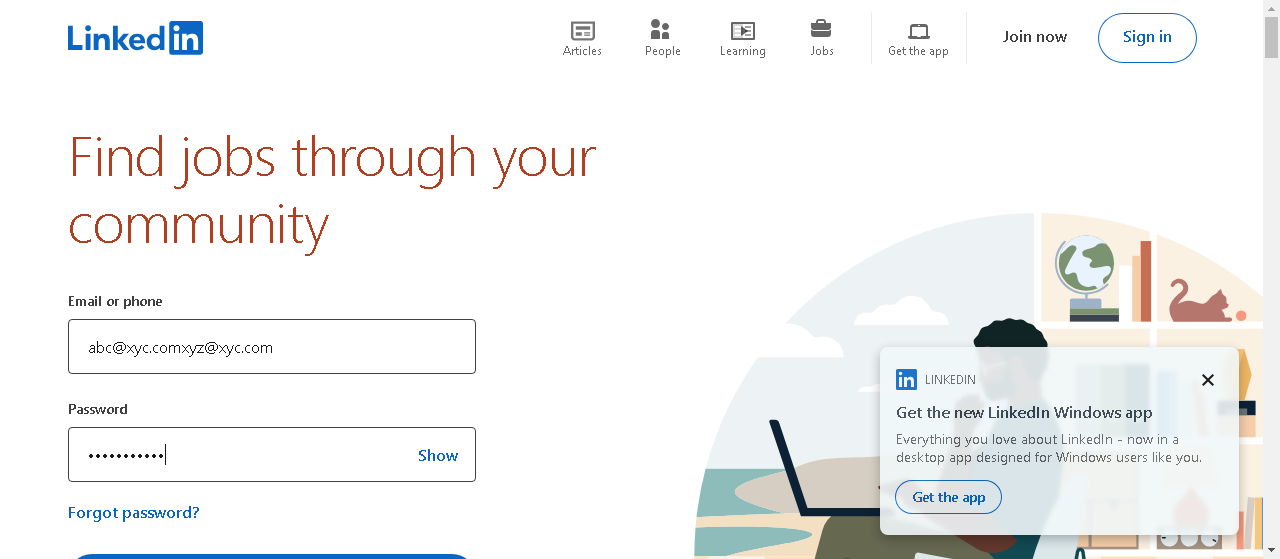 LinkedIn
Articles
People
Learning
Jobs
Get the app
Join now
Sign in
Find jobs through your
community
Email or phone
abc@xyc.comxyz@xyc.com
Password
•••••••••••
Show
Forgot password?
in LINKEDIN
Get the new LinkedIn Windows app
Everything you love about LinkedIn - now in a
desktop app designed for Windows users like you.
Get the app